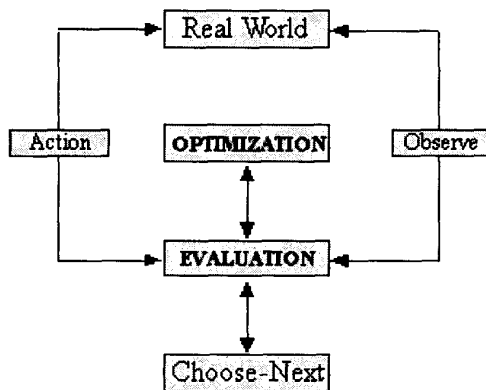 Real World
OPTIMIZATION
Action
Observe
EVALUATION
Choose-Next